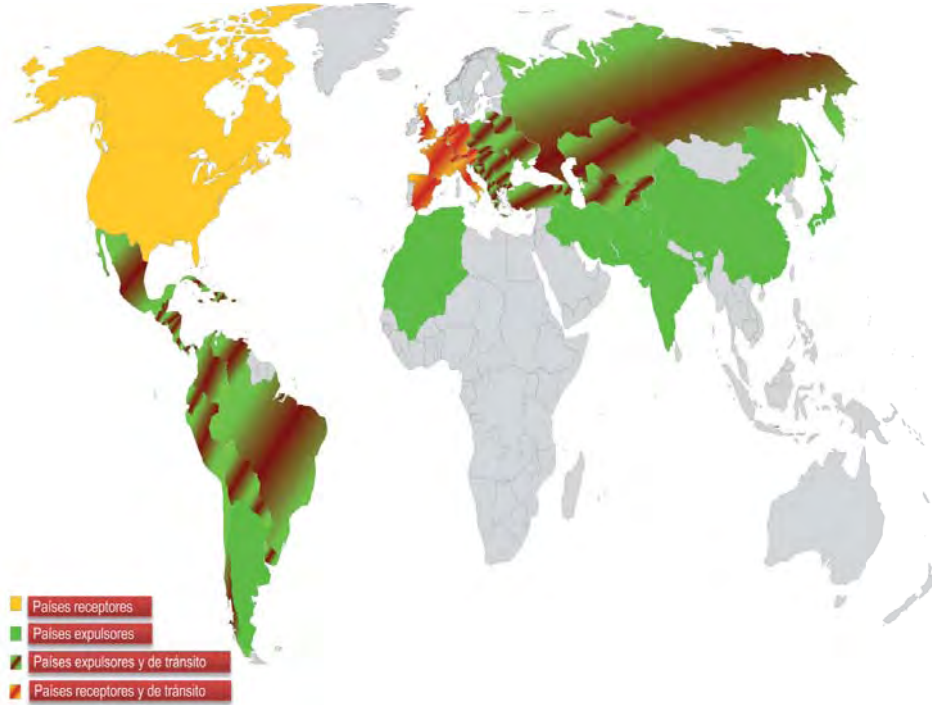 Países receptores
Países expulsores
Países expulsores y de tránsito
Países receptores y de tránsito